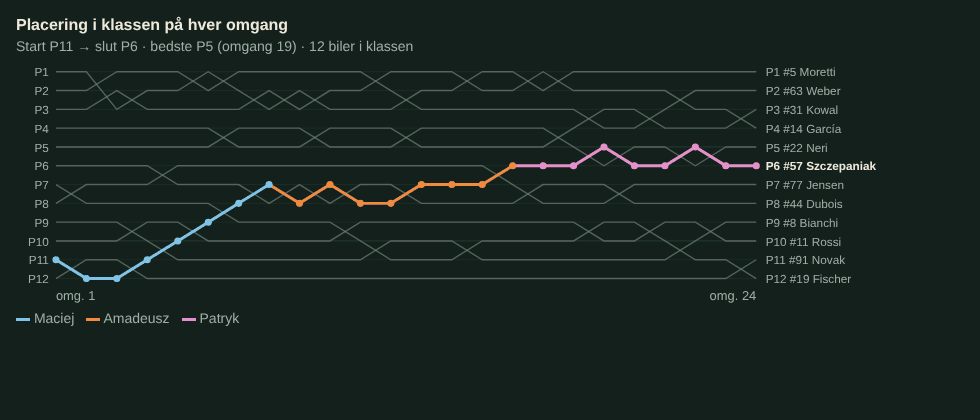 Placering i klassen på hver omgang
Start P11 → slut P6 · bedste P5 (omgang 19) · 12 biler i klassen
P1 P1 #5 Moretti
P2 P2 #63 Weber
P3 P3 #31 Kowal
P4 P4 #14 García
P5 P5 #22 Neri
P6 P6 #57 Szczepaniak
P7 P7 #77 Jensen
P8 P8 #44 Dubois
P9 P9 #8 Bianchi
P10 P10 #11 Rossi
P11 P11 #91 Novak
P12 P12 #19 Fischer
omg. 1 omg. 24
Maciej Amadeusz Patryk